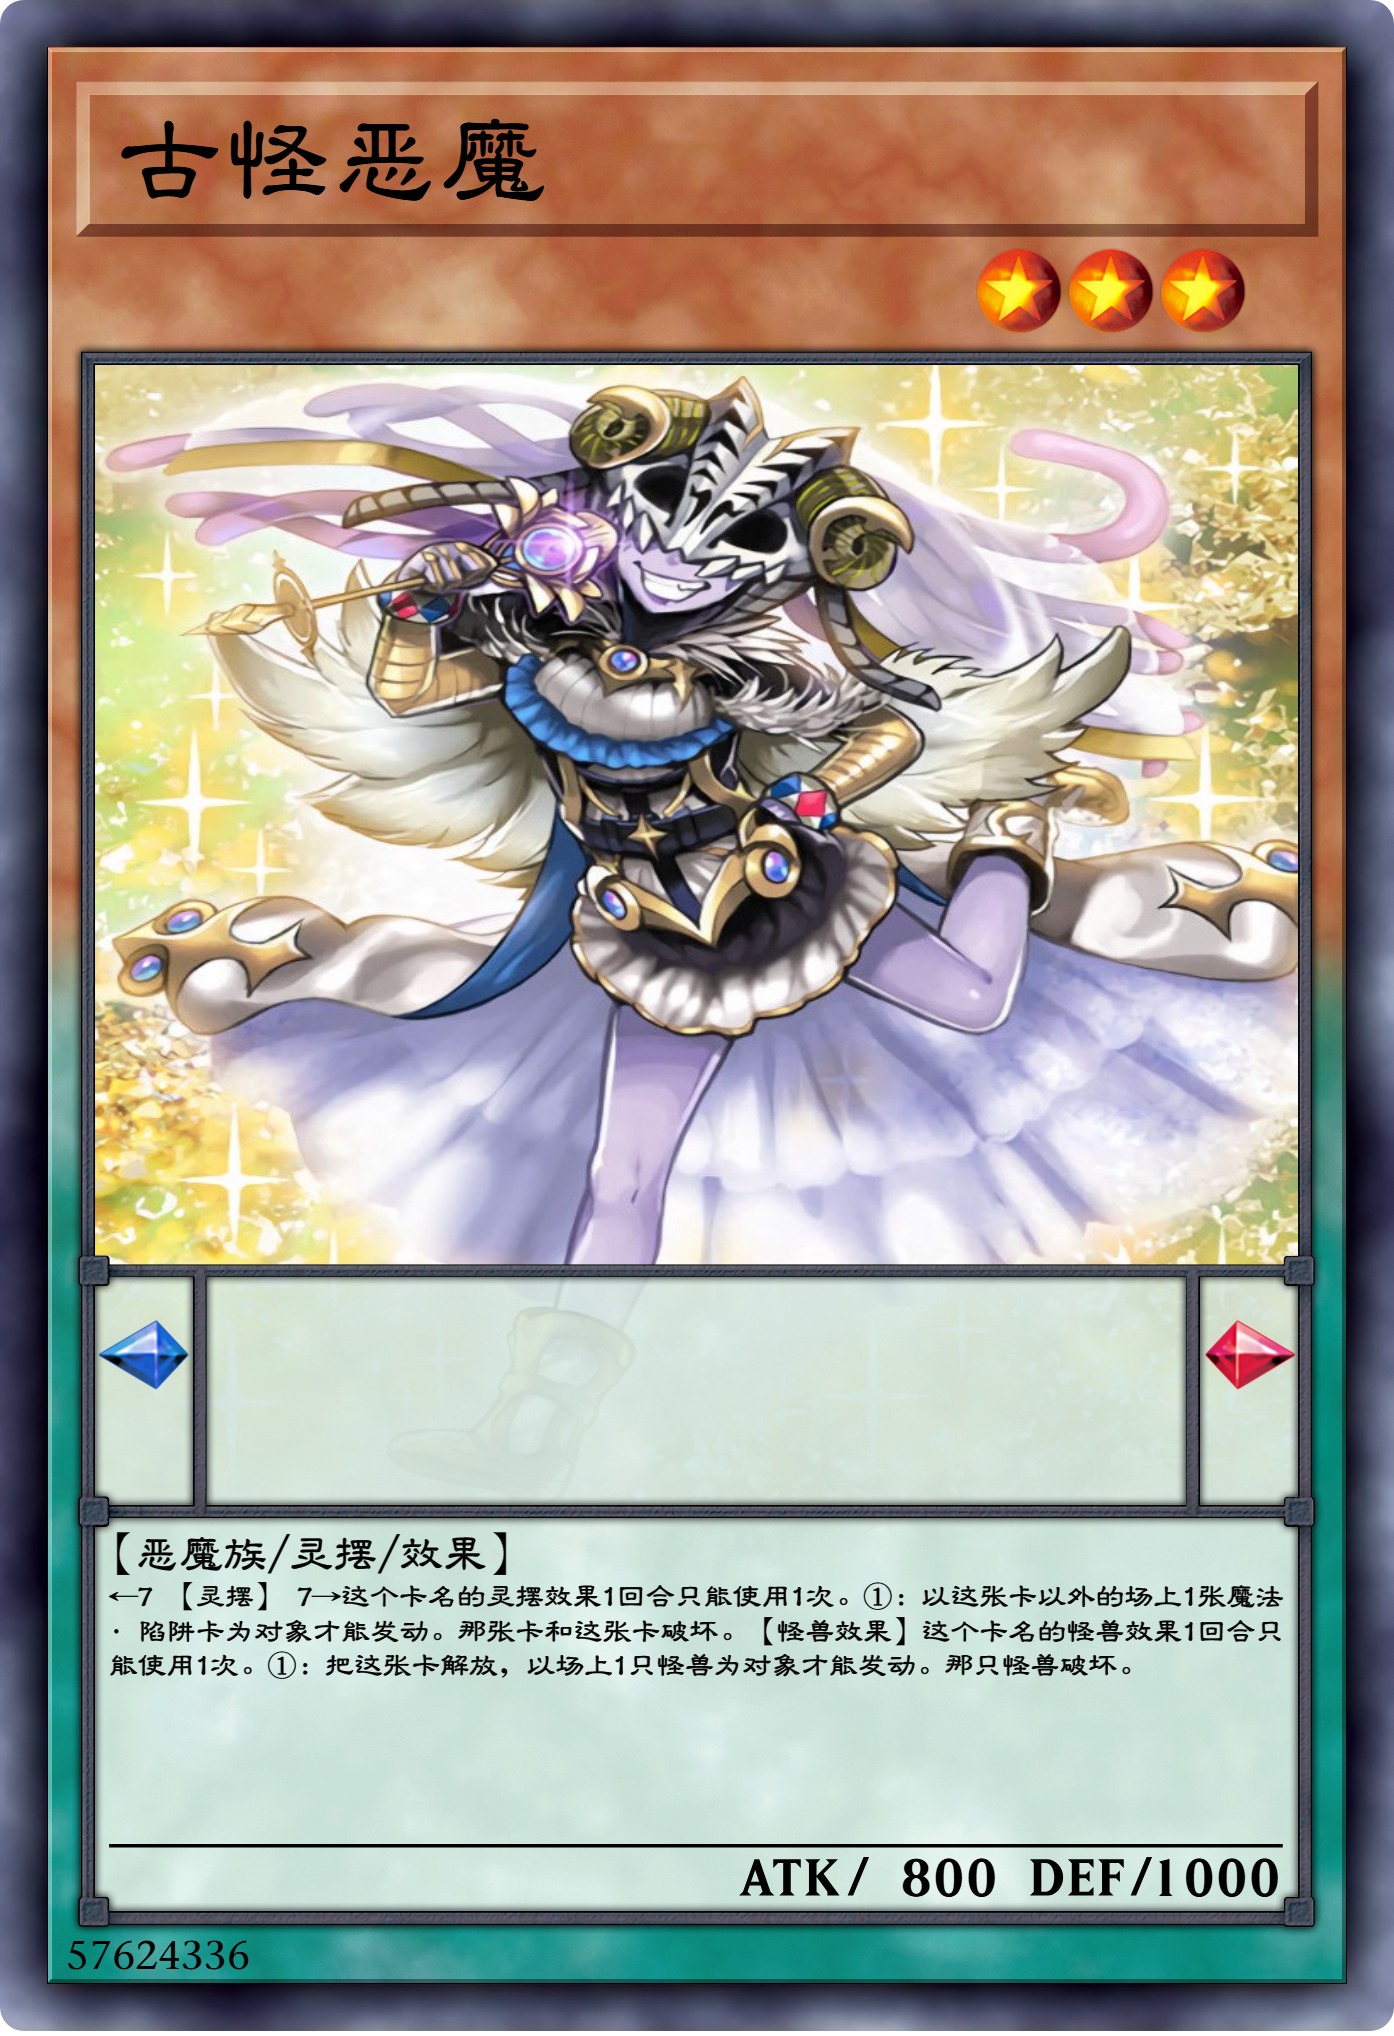 古怪恶魔
【恶魔族/灵摆/效果】
←7 【灵摆】 7→这个卡名的灵摆效果1回合只能使用1次。①：以这张卡以外的场上1张魔法
·陷阱卡为对象才能发动。那张卡和这张卡破坏。【怪兽效果】这个卡名的怪兽效果1回合只
能使用1次。①：把这张卡解放，以场上1只怪兽为对象才能发动。那只怪兽破坏。
ATK/ 800 DEF/1000
57624336